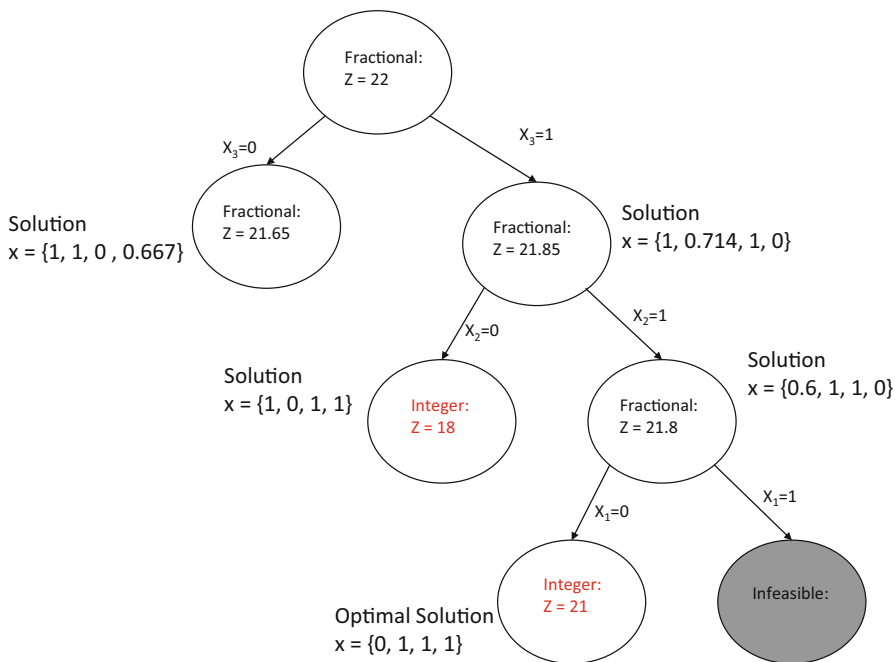 Fractional:
Z = 22
X₃=0
X₃=1
Fractional:
Z = 21.65
Solution
x = {1, 1, 0 , 0.667}
Fractional:
Z = 21.85
Solution
x = {1, 0.714, 1, 0}
X₂=0
X₂=1
Solution
x = {1, 0, 1, 1}
Integer:
Z = 18
Fractional:
Z = 21.8
Solution
x = {0.6, 1, 1, 0}
X₁=0
X₁=1
Integer:
Z = 21
Optimal Solution
x = {0, 1, 1, 1}
Infeasible: